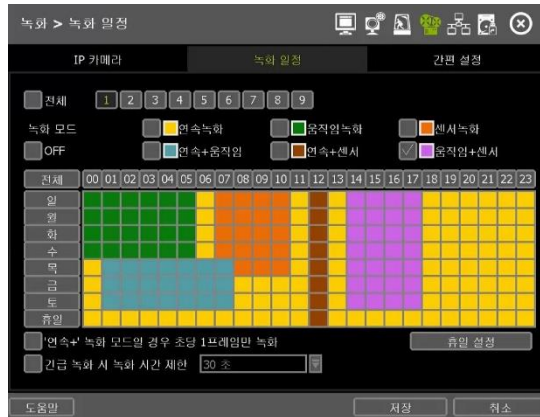 녹화 > 녹화 일정
IP 카메라 녹화 일정 간편 설정
전체 1 2 3 4 5 6 7 8 9
녹화 모드 연속녹화 움직임녹화 센서녹화
OFF 연속+움직임 연속+센서 움직임+센서
전체 00 01 02 03 04 05 06 07 08 09 10 11 12 13 14 15 16 17 18 19 20 21 22 23
일
월
화
수
목
금
토
휴일
'연속+' 녹화 모드일 경우 초당 1프레임만 녹화 휴일 설정
긴급 녹화 시 녹화 시간 제한 30 초
도움말 저장 취소